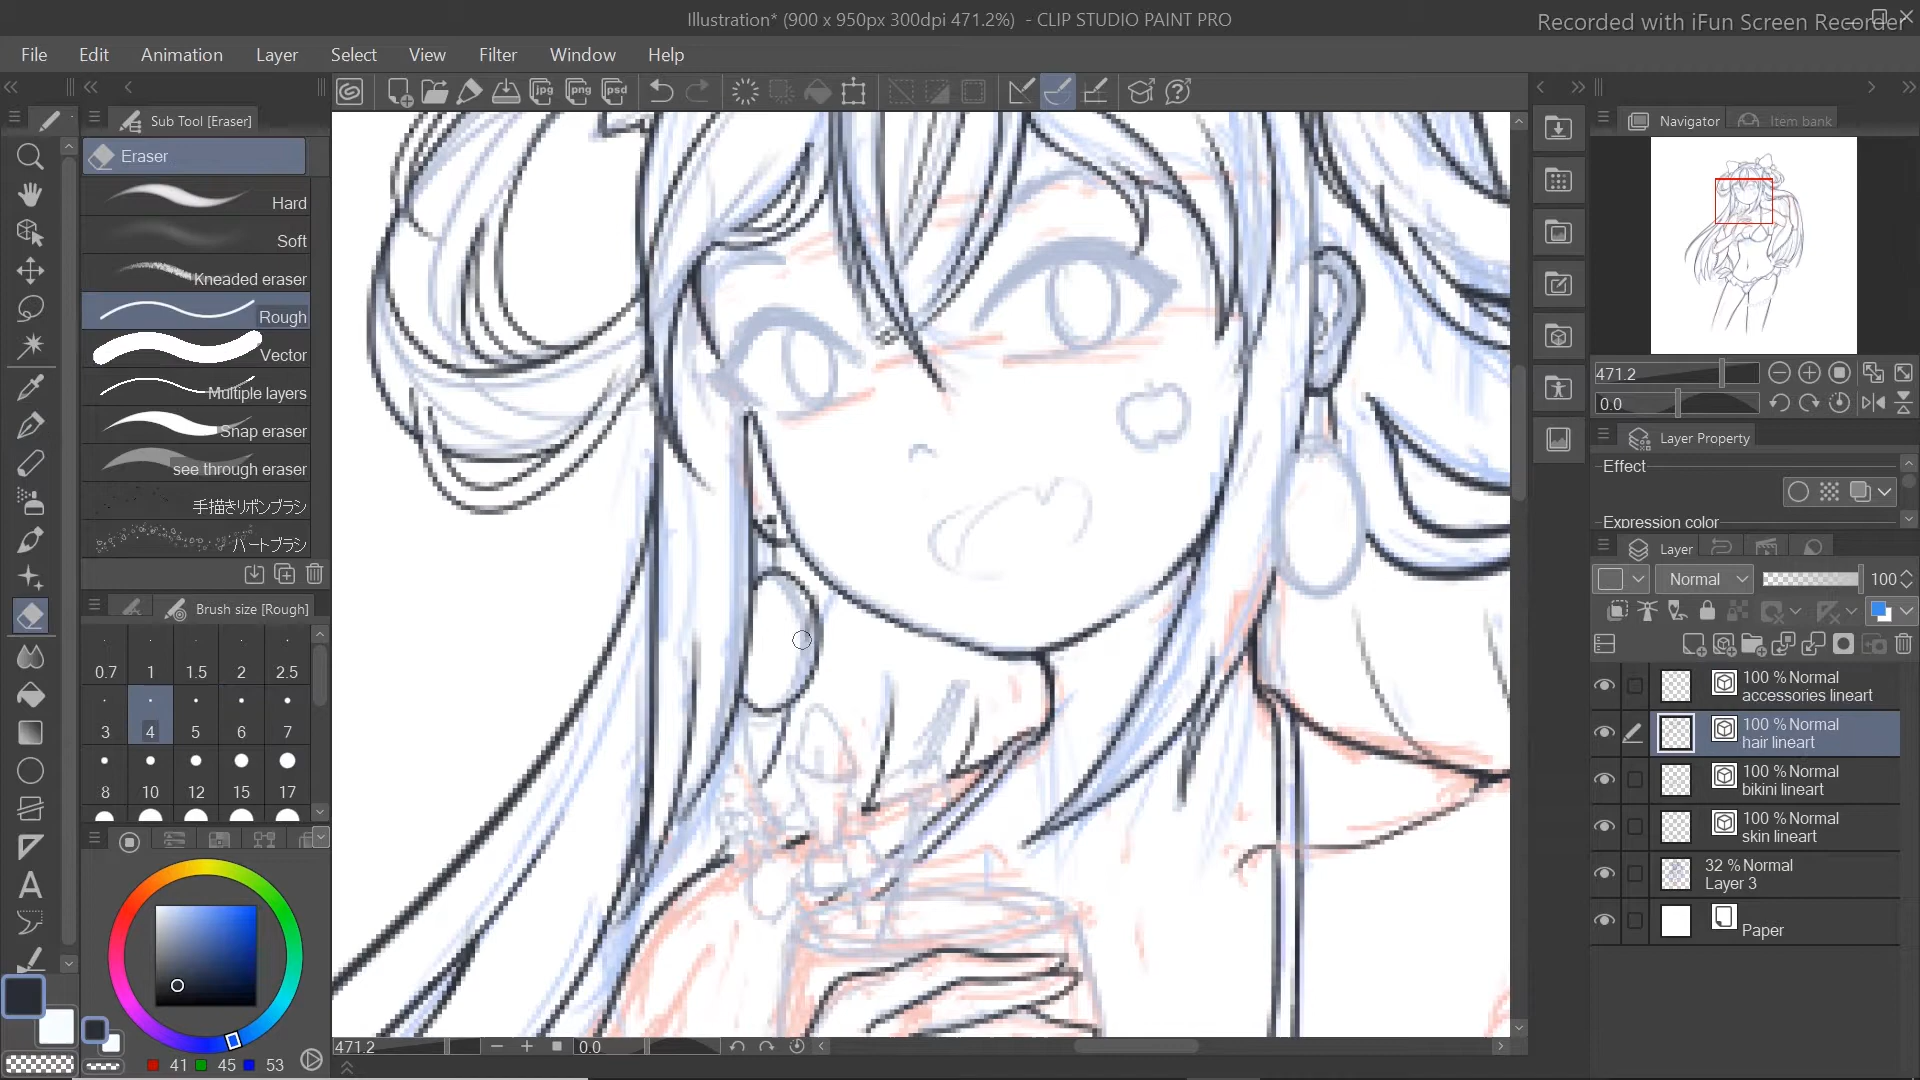 Illustration* (900 x 950px 300dpi 471.2%) - CLIP STUDIO PAINT PRO
Recorded with iFun Screen Recorder
File Edit Animation Layer Select View Filter Window Help
jpg png psd
Sub Tool [Eraser]
Eraser
Hard
Soft
Kneaded eraser
Rough
Vector
Multiple layers
Snap eraser
see through eraser
手描きリボンブラシ
ハートブラシ
Brush size [Rough]
0.7 1 1.5 2 2.5
3 4 5 6 7
8 10 12 15 17
41 45 53
471.2 0.0
Navigator Item bank
471.2
0.0
Layer Property
Effect
Expression color
Layer
Normal 100
100 % Normal
accessories lineart
100 % Normal
hair lineart
100 % Normal
bikini lineart
100 % Normal
skin lineart
32 % Normal
Layer 3
Paper